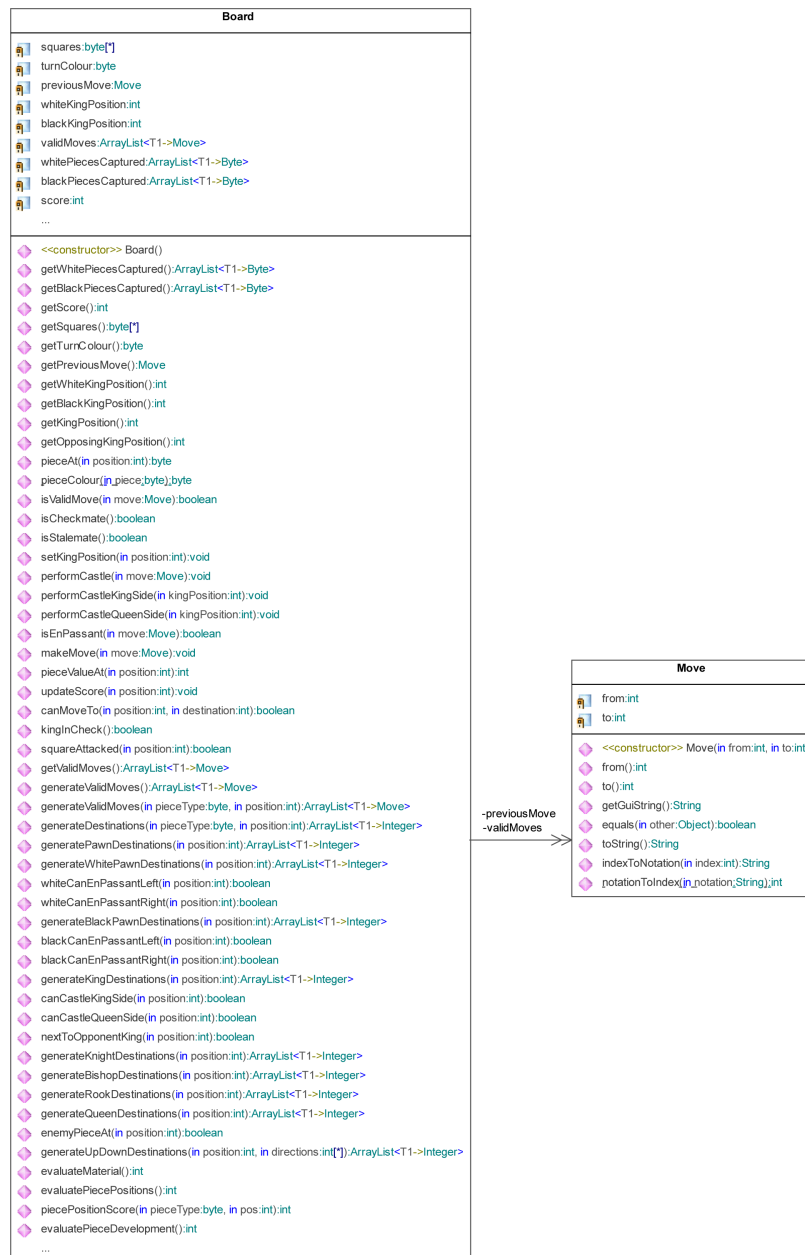 Board
squares:byte[*]
turnColour:byte
previousMove:Move
whiteKingPosition:int
blackKingPosition:int
validMoves:ArrayList<T1->Move>
whitePiecesCaptured:ArrayList<T1->Byte>
blackPiecesCaptured:ArrayList<T1->Byte>
score:int
...
<<constructor>> Board()
getWhitePiecesCaptured():ArrayList<T1->Byte>
getBlackPiecesCaptured():ArrayList<T1->Byte>
getScore():int
getSquares():byte[*]
getTurnColour():byte
getPreviousMove():Move
getWhiteKingPosition():int
getBlackKingPosition():int
getKingPosition():int
getOpposingKingPosition():int
pieceAt(in position:int):byte
pieceColour(in piece:byte):byte
isValidMove(in move:Move):boolean
isCheckmate():boolean
isStalemate():boolean
setKingPosition(in position:int):void
performCastle(in move:Move):void
performCastleKingSide(in kingPosition:int):void
performCastleQueenSide(in kingPosition:int):void
isEnPassant(in move:Move):boolean
makeMove(in move:Move):void
pieceValueAt(in position:int):int
updateScore(in position:int):void
canMoveTo(in position:int, in destination:int):boolean
kingInCheck():boolean
squareAttacked(in position:int):boolean
getValidMoves():ArrayList<T1->Move>
generateValidMoves():ArrayList<T1->Move>
generateValidMoves(in pieceType:byte, in position:int):ArrayList<T1->Move>
generateDestinations(in pieceType:byte, in position:int):ArrayList<T1->Integer>
generatePawnDestinations(in position:int):ArrayList<T1->Integer>
generateWhitePawnDestinations(in position:int):ArrayList<T1->Integer>
whiteCanEnPassantLeft(in position:int):boolean
whiteCanEnPassantRight(in position:int):boolean
generateBlackPawnDestinations(in position:int):ArrayList<T1->Integer>
blackCanEnPassantLeft(in position:int):boolean
blackCanEnPassantRight(in position:int):boolean
generateKingDestinations(in position:int):ArrayList<T1->Integer>
canCastleKingSide(in position:int):boolean
canCastleQueenSide(in position:int):boolean
nextToOpponentKing(in position:int):boolean
generateKnightDestinations(in position:int):ArrayList<T1->Integer>
generateBishopDestinations(in position:int):ArrayList<T1->Integer>
generateRookDestinations(in position:int):ArrayList<T1->Integer>
generateQueenDestinations(in position:int):ArrayList<T1->Integer>
enemyPieceAt(in position:int):boolean
generateUpDownDestinations(in position:int, in directions:int[*]):ArrayList<T1->Integer>
evaluateMaterial():int
evaluatePiecePositions():int
piecePositionScore(in pieceType:byte, in pos:int):int
evaluatePieceDevelopment():int
...
-previousMove
-validMoves
Move
from:int
to:int
<<constructor>> Move(in from:int, in to:int
from():int
to():int
getGuiString():String
equals(in other:Object):boolean
toString():String
indexToNotation(in index:int):String
notationToIndex(in notation:String):int